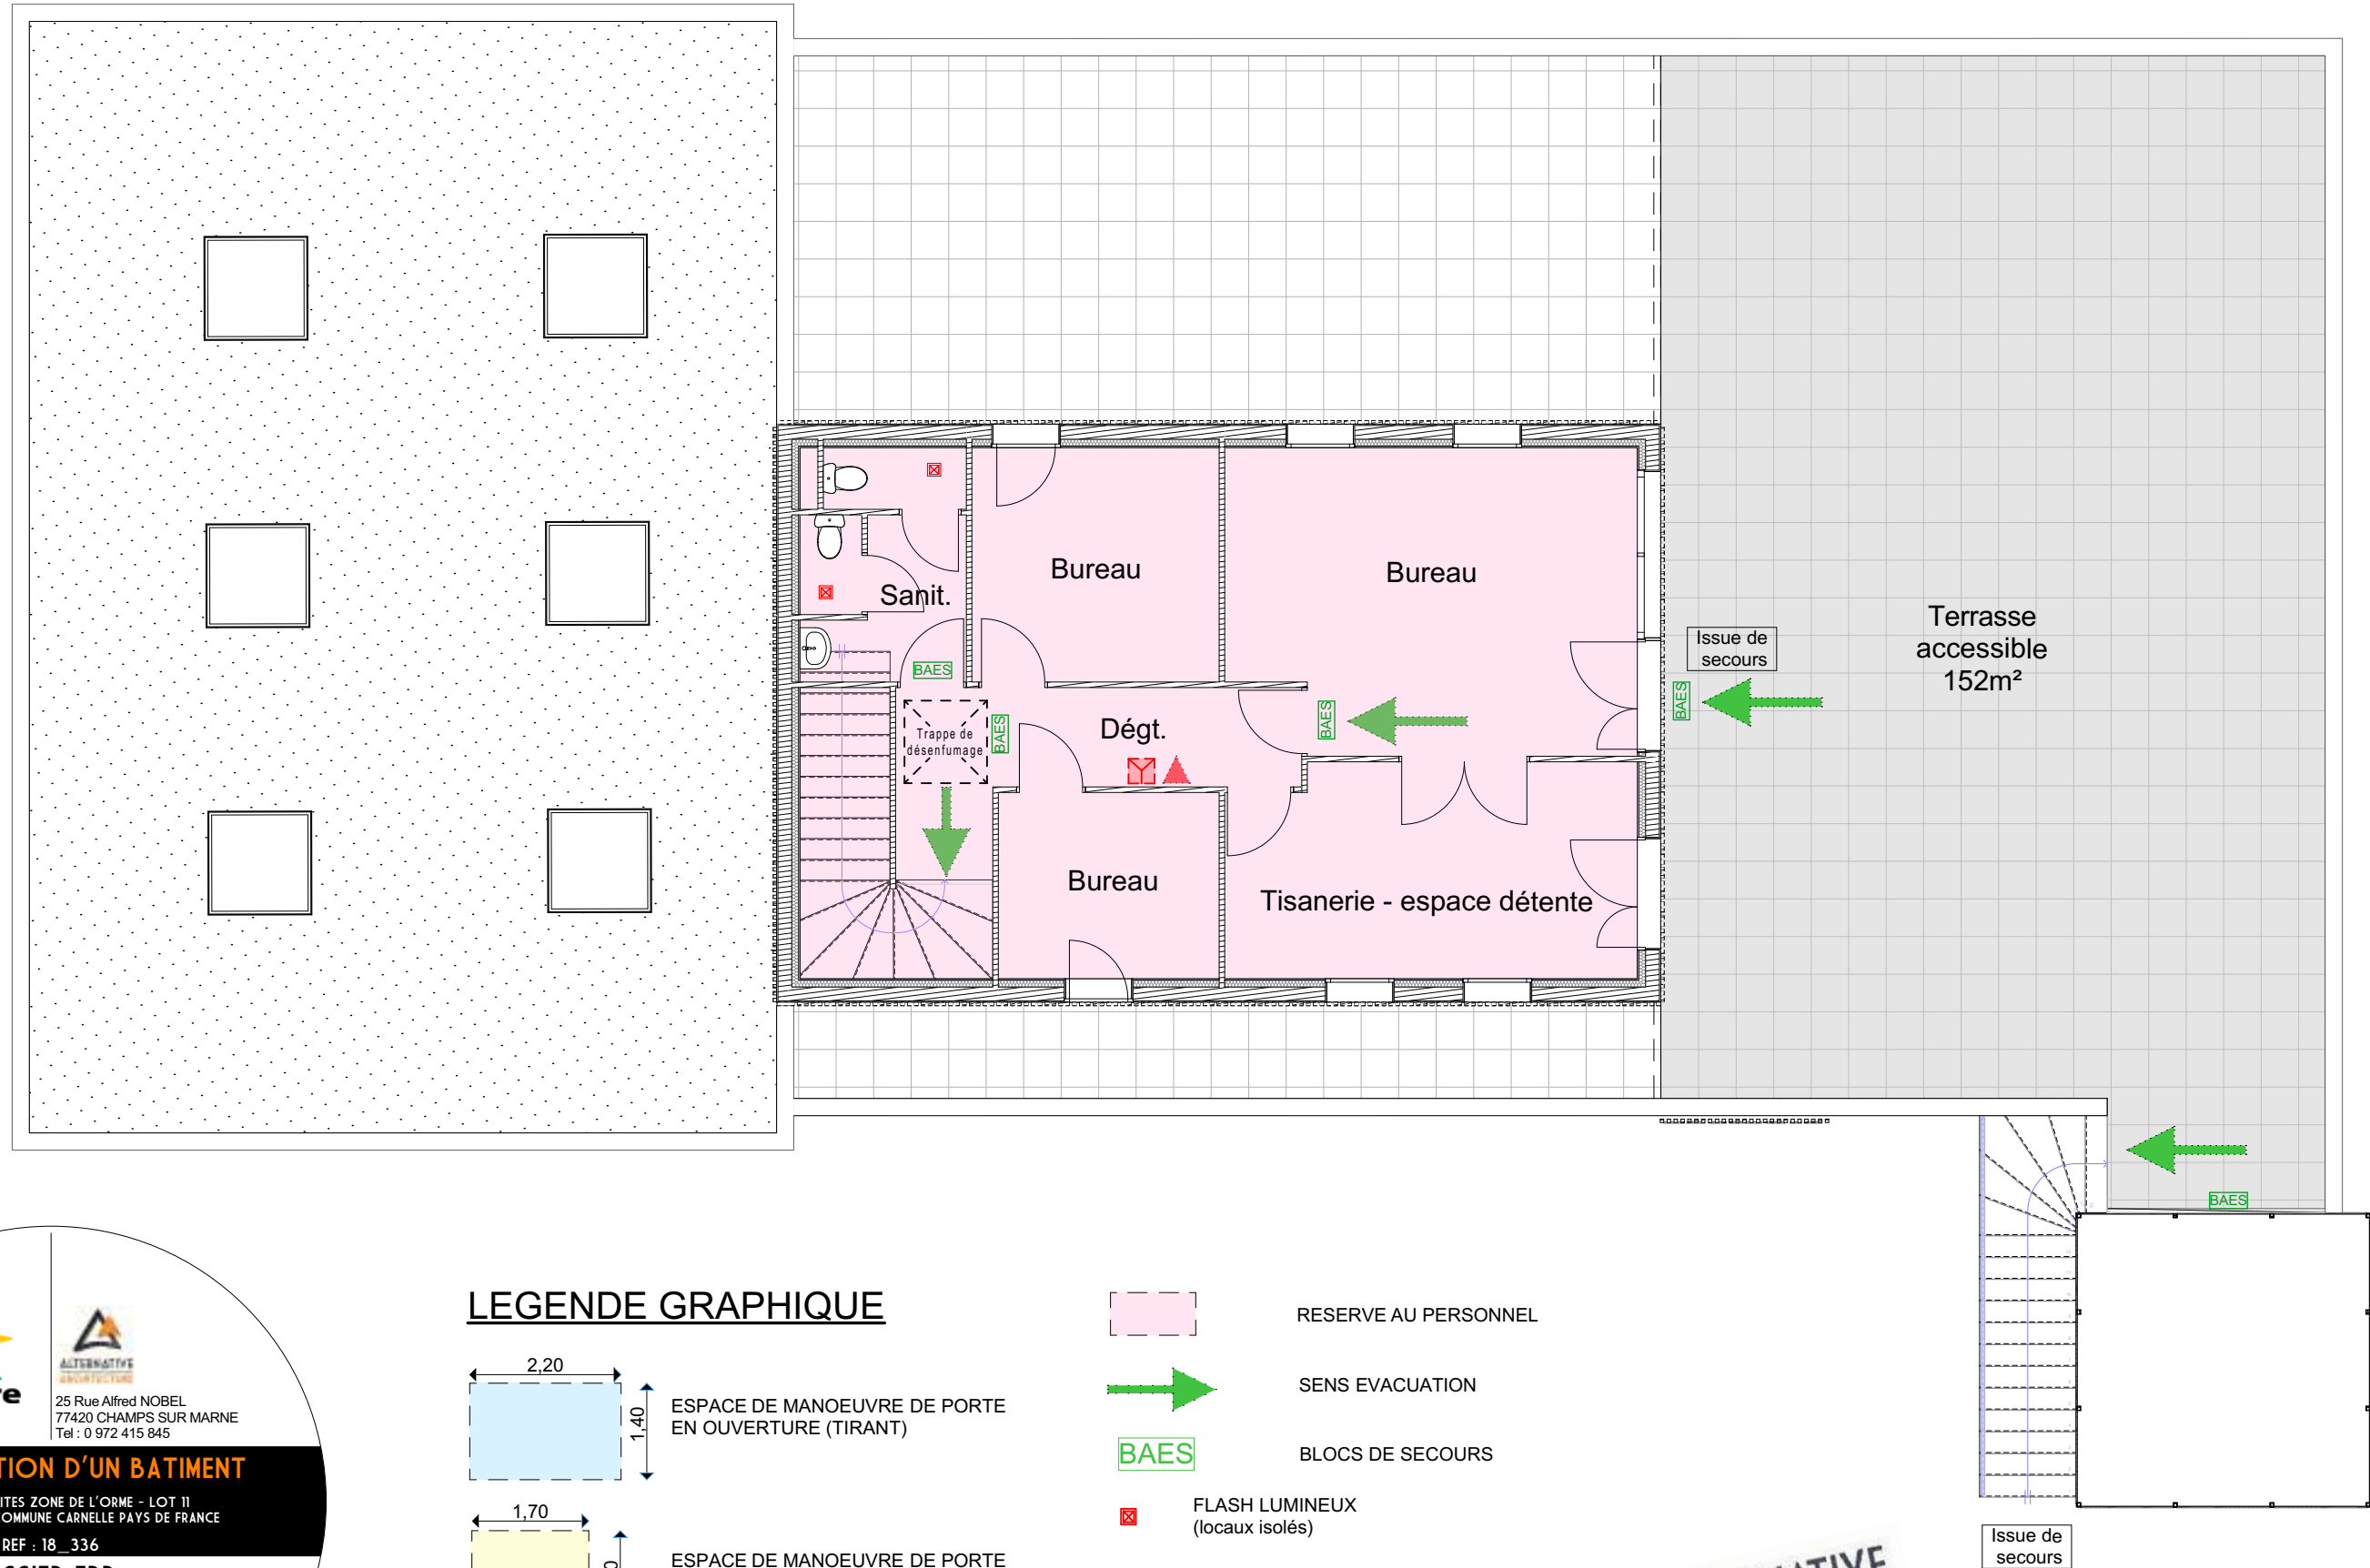 Bureau
Bureau
Sanit.
Terrasse
accessible
152m²
Issue de
secours
BAES
BAES
BAES
BAES
Trappe de
désenfumage
Dégt.
Bureau
Tisanerie - espace détente
BAES
LEGENDE GRAPHIQUE
2,20
1,40
ESPACE DE MANOEUVRE DE PORTE
EN OUVERTURE (TIRANT)
1,70
ESPACE DE MANOEUVRE DE PORTE
RESERVE AU PERSONNEL
SENS EVACUATION
BAES
BLOCS DE SECOURS
FLASH LUMINEUX
(locaux isolés)
Issue de
secours
ALTERNATIVE
ARCHITECTURE
25 Rue Alfred NOBEL
77420 CHAMPS SUR MARNE
Tel : 0 972 415 845
TION D'UN BATIMENT
ITES ZONE DE L'ORME - LOT 11
OMMUNE CARNELLE PAYS DE FRANCE
REF : 18_336